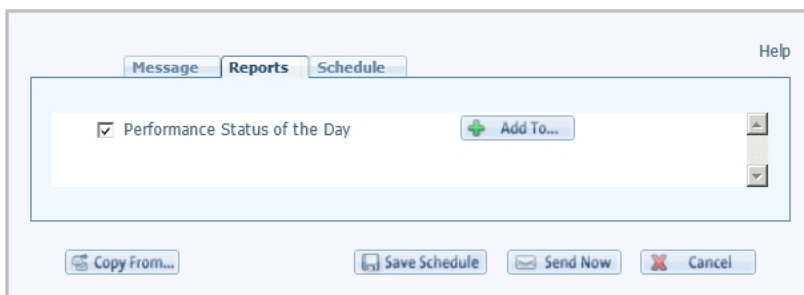 Help
Message Reports Schedule
Performance Status of the Day Add To...
Copy From... Save Schedule Send Now Cancel